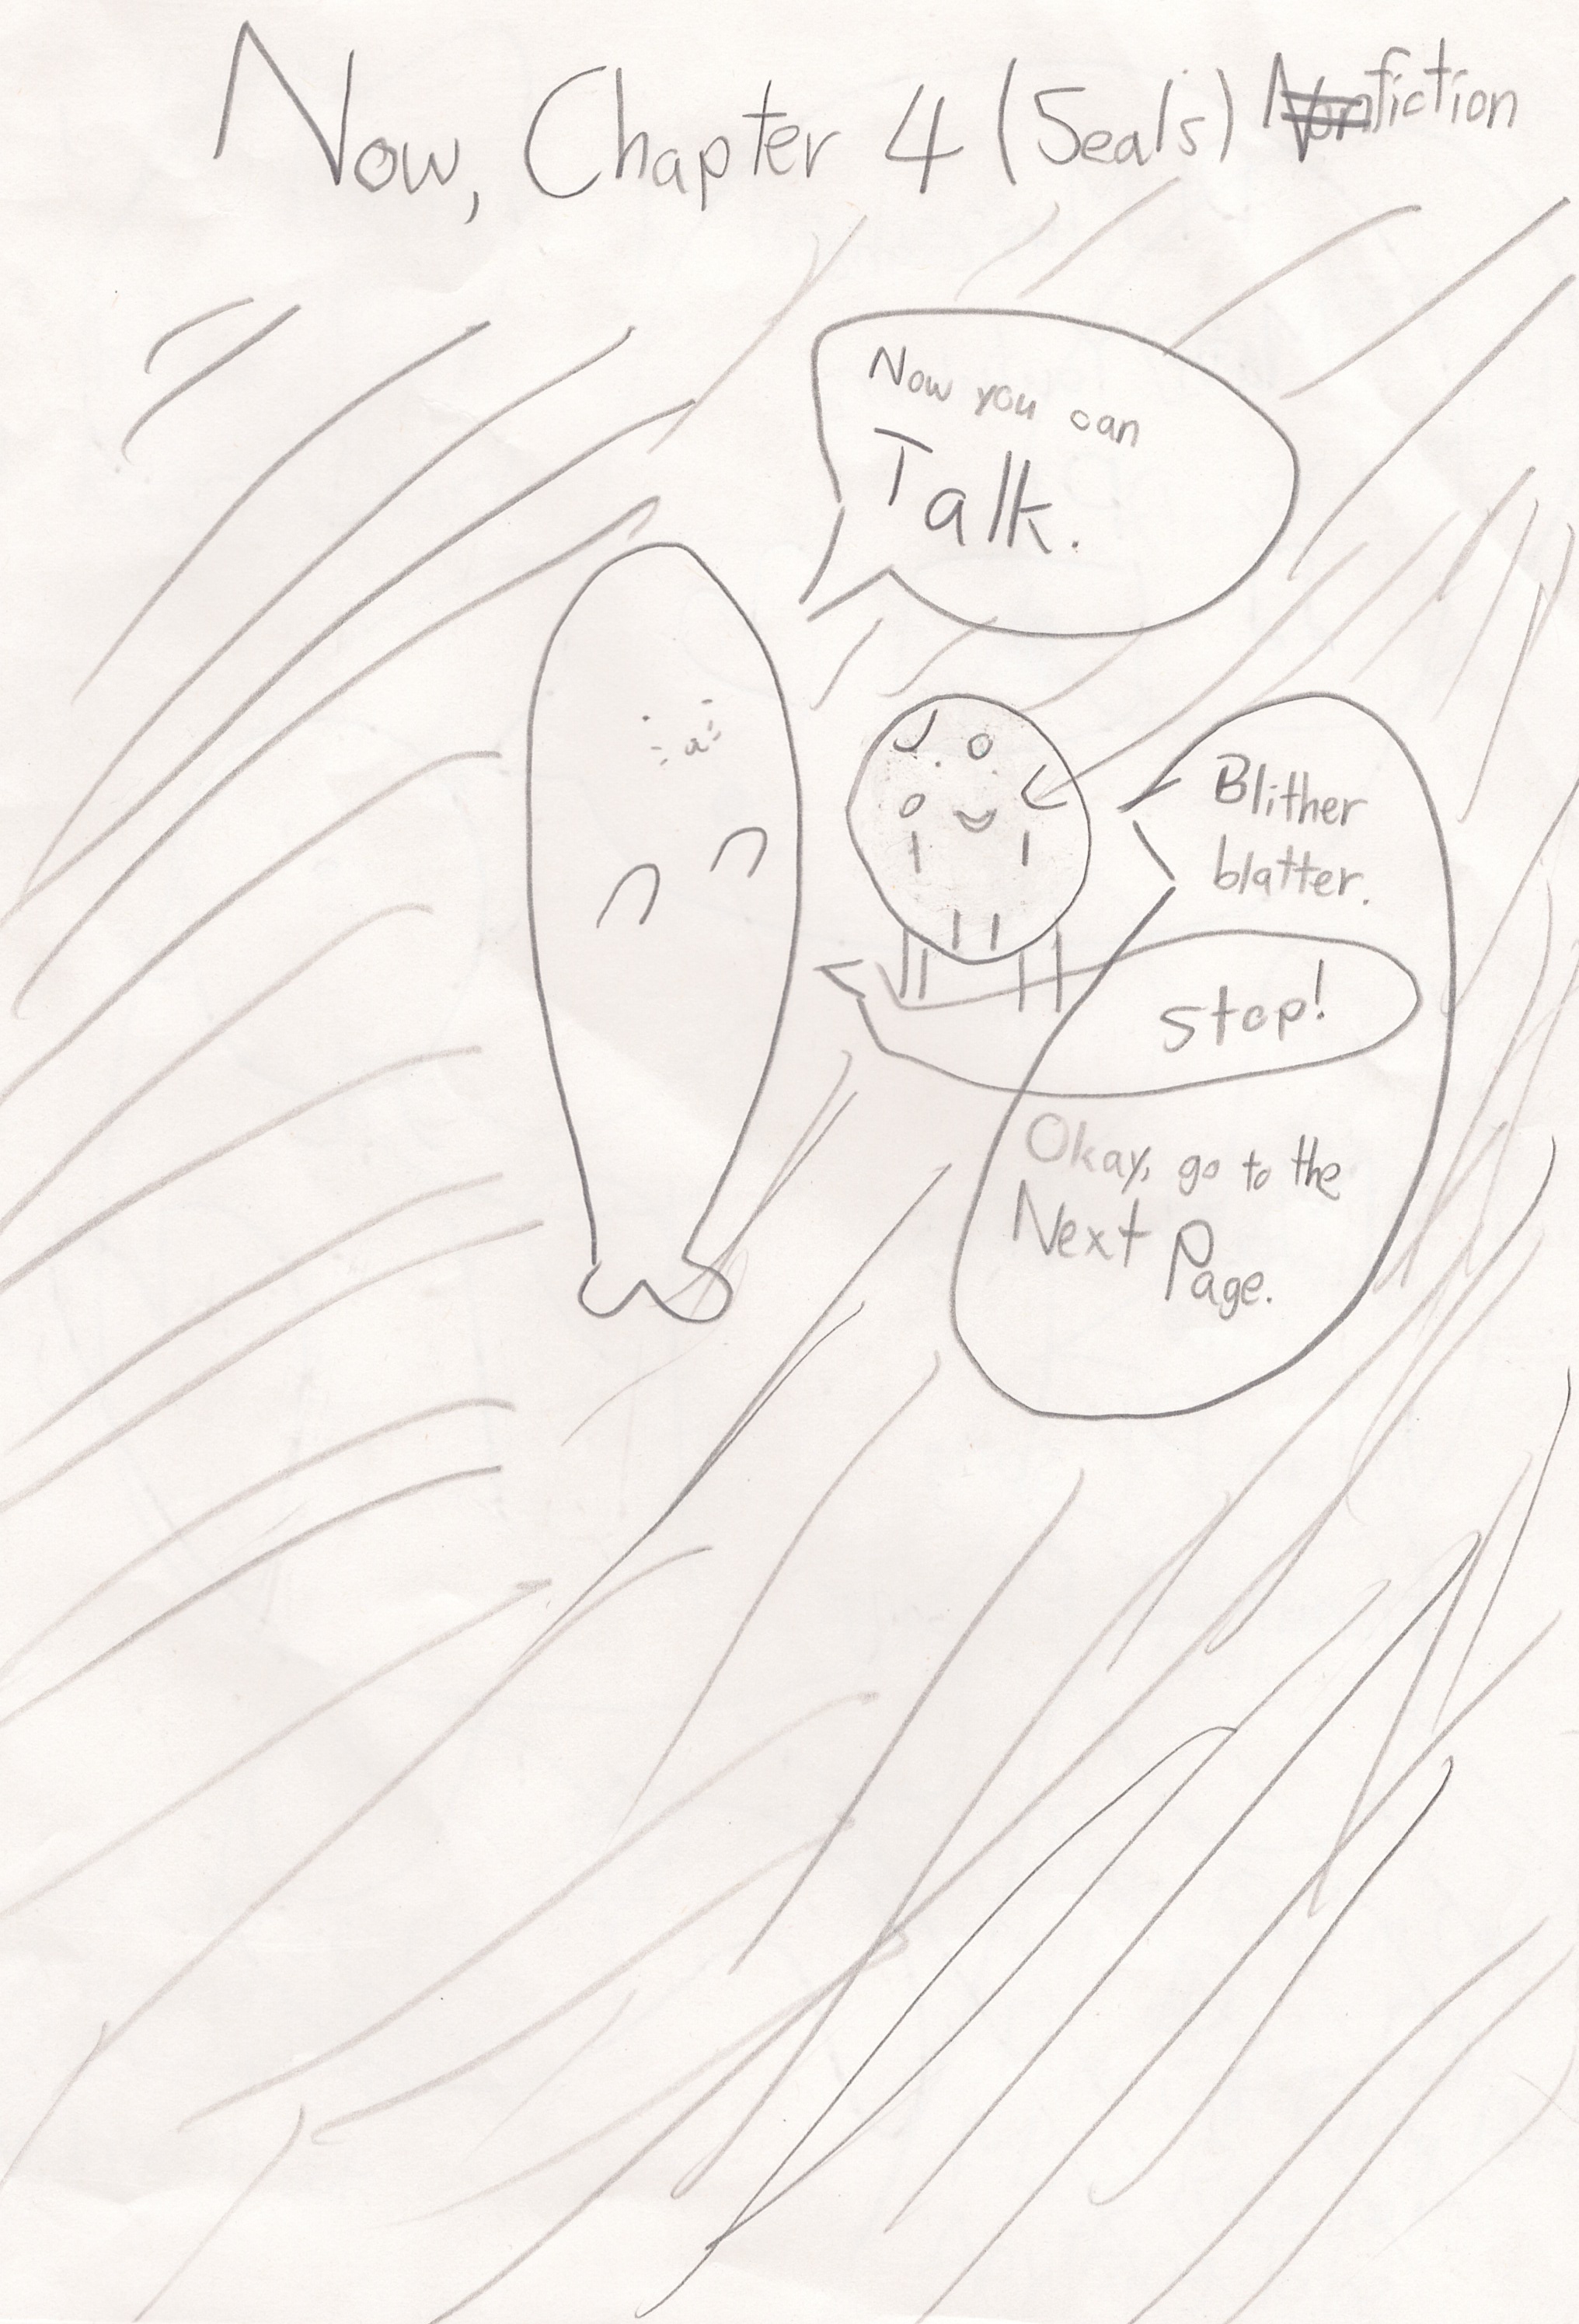 Now, Chapter 4 (Seals) Nonfiction
Now you can
Talk.
Blither
blatter.
Stop!
Okay, go to the
Next Page.